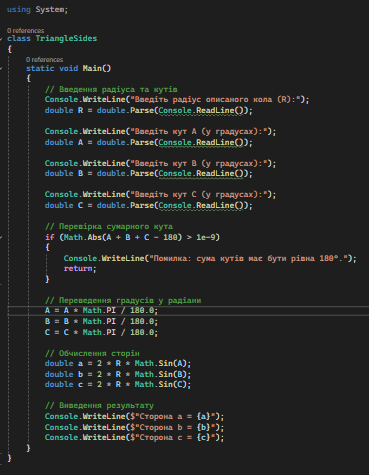 using System;
0 references
class TriangleSides
{
0 references
static void Main()
{
// Введення радіуса та кутів
Console.WriteLine("Введіть радіус описаного кола (R):");
double R = double.Parse(Console.ReadLine());
Console.WriteLine("Введіть кут A (у градусах):");
double A = double.Parse(Console.ReadLine());
Console.WriteLine("Введіть кут B (у градусах):");
double B = double.Parse(Console.ReadLine());
Console.WriteLine("Введіть кут C (у градусах):");
double C = double.Parse(Console.ReadLine());
// Перевірка сумарного кута
if (Math.Abs(A + B + C - 180) > 1e-9)
{
Console.WriteLine("Помилка: сума кутів має бути рівна 180°.");
return;
}
// Переведення градусів у радіани
A = A * Math.PI / 180.0;
B = B * Math.PI / 180.0;
C = C * Math.PI / 180.0;
// Обчислення сторін
double a = 2 * R * Math.Sin(A);
double b = 2 * R * Math.Sin(B);
double c = 2 * R * Math.Sin(C);
// Виведення результату
Console.WriteLine($"Сторона a = {a}");
Console.WriteLine($"Сторона b = {b}");
Console.WriteLine($"Сторона c = {c}");
}
}